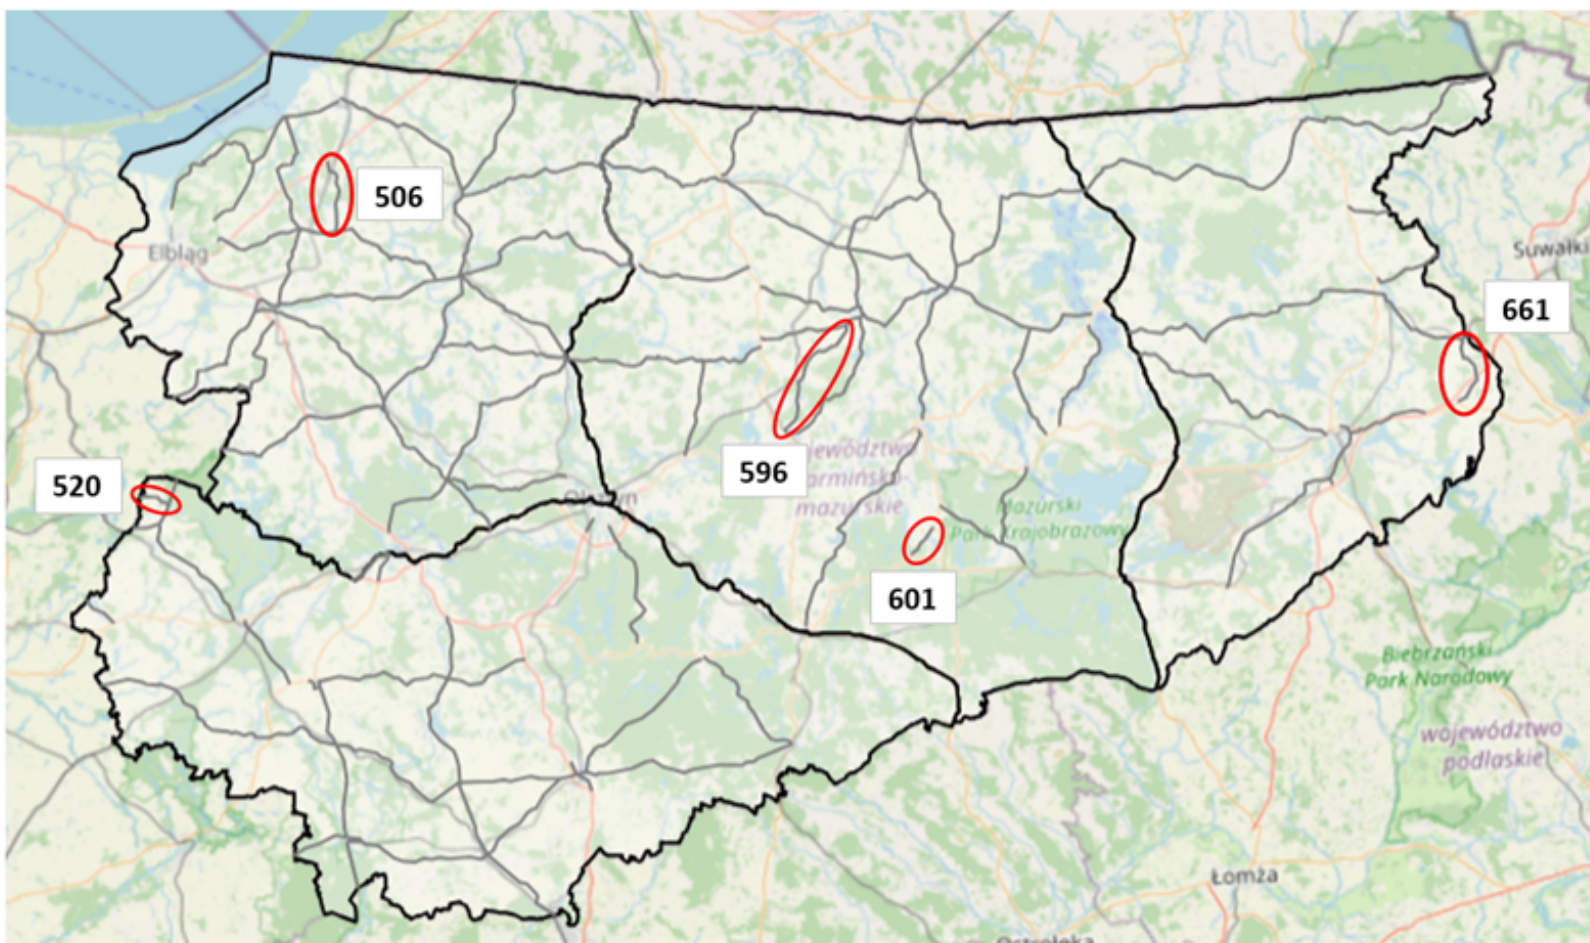 506
Elbląg
Suwałki
661
596
województwo
warmińsko-
mazurskie
520
Olsztyn
Mazurski
Park Krajobrazowy
601
Biebrzański
Park Narodowy
województwo
podlaskie
Łomża
Ostrołęka